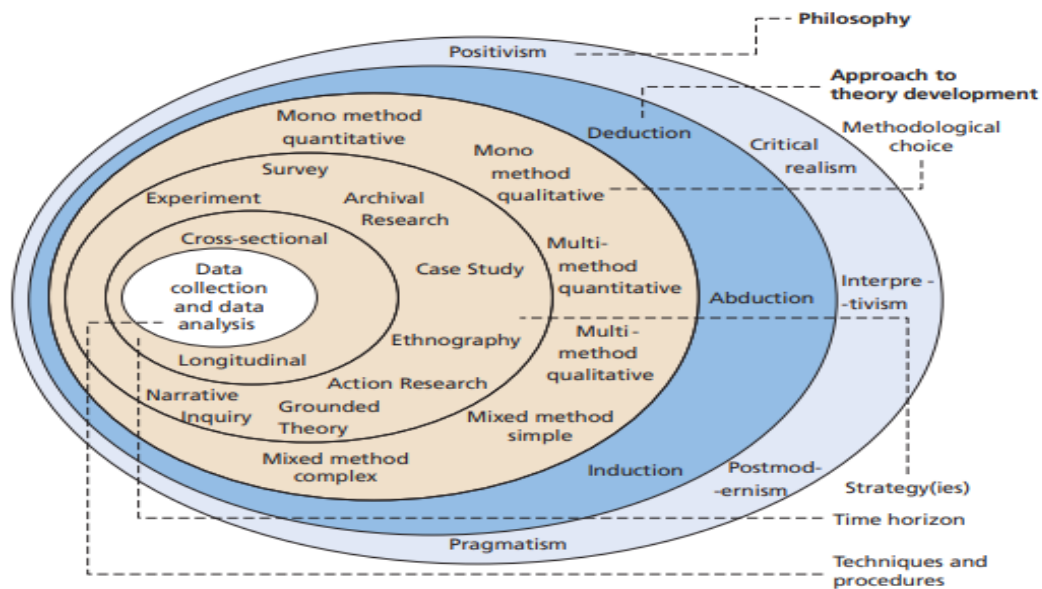 Philosophy
Positivism
Approach to
theory development
Mono method
quantitative
Deduction
Methodological
choice
Critical
realism
Mono
method
qualitative
Survey
Experiment
Archival
Research
Cross-sectional
Multi-
method
quantitative
Data
collection
and data
analysis
Case Study
Abduction
Interpre -
-tivism
Ethnography
Multi -
method
qualitative
Longitudinal
Action Research
Narrative
Inquiry
Grounded
Theory
Mixed method
simple
Mixed method
complex
Induction
Postmod-
-ernism
Strategy(ies)
Time horizon
Pragmatism
Techniques and
procedures